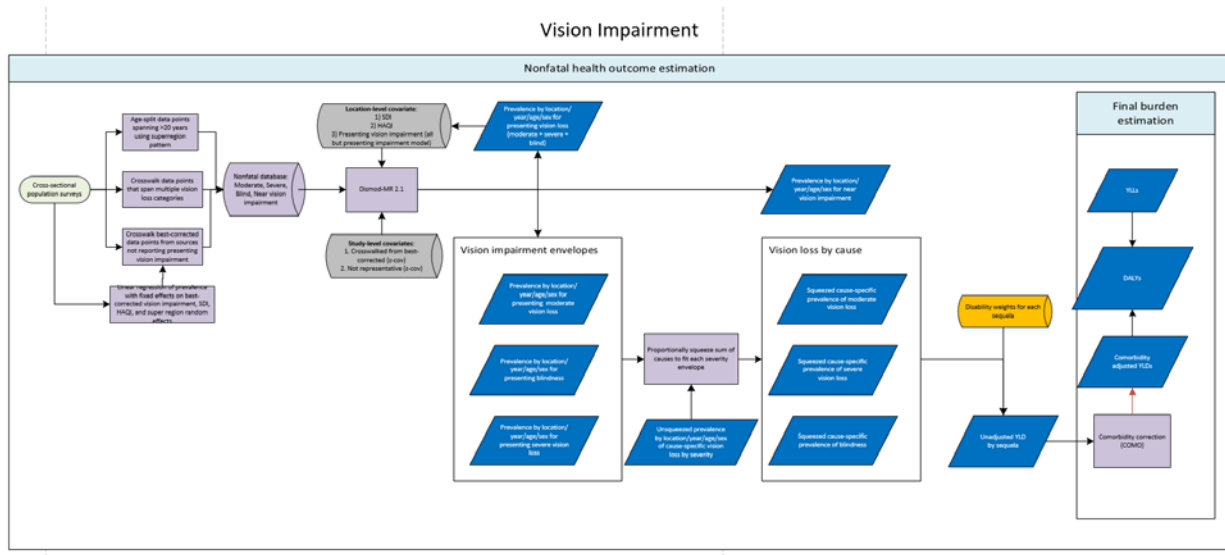 Vision Impairment
Nonfatal health outcome estimation
Age-split data points
spanning >20 years
using superregion
pattern
Cross-sectional
population surveys
Crosswalk data points
that span multiple vision
loss categories
Crosswalk best-corrected
data points from sources
not reporting presenting
vision impairment
Linear regression of prevalence
with fixed effects on best-
corrected vision impairment, SDI,
HAQI, and super region random
effects
Nonfatal database:
Moderate, Severe,
Blind, Near vision
impairment
Location-level covariate:
1) SDI
2) HAQI
3) Presenting vision impairment (all
but presenting impairment model)
Dismod-MR 2.1
Study-level covariates:
1. Crosswalked from best-
corrected (z-cov)
2. Not representative (z-cov)
Prevalence by location/
year/age/sex for
presenting vision loss
(moderate + severe +
blind)
Prevalence by location/
year/age/sex for near
vision impairment
Vision impairment envelopes
Prevalence by location/
year/age/sex for
presenting moderate
vision loss
Prevalence by location/
year/age/sex for
presenting blindness
Prevalence by location/
year/age/sex for
presenting severe vision
loss
Proportionally squeeze sum of
causes to fit each severity
envelope
Unsqueezed prevalence
by location/year/age/sex
of cause-specific vision
loss by severity
Vision loss by cause
Squeezed cause-specific
prevalence of moderate
vision loss
Squeezed cause-specific
prevalence of severe
vision loss
Squeezed cause-specific
prevalence of blindness
Disability weights for each
sequela
Unadjusted YLD
by sequela
Final burden
estimation
YLLs
DALYs
Comorbidity
adjusted YLDs
Comorbidity correction
(COMO)